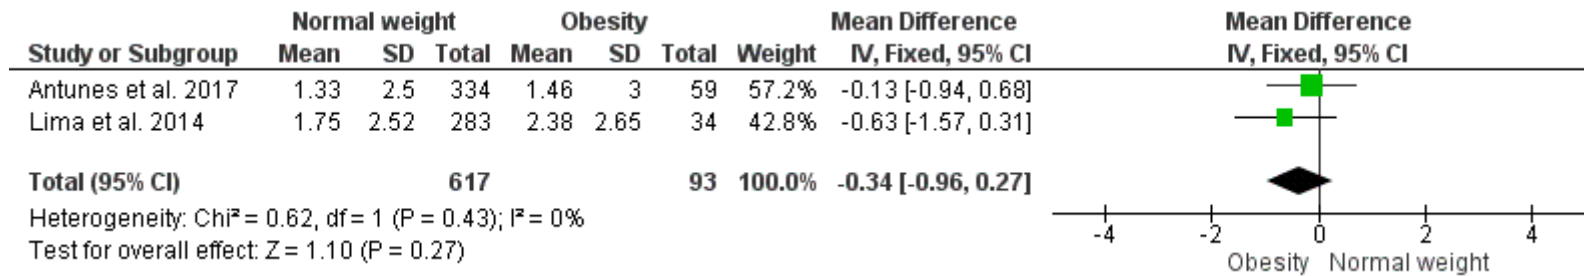 Normal weight Obesity Mean Difference Mean Difference
Study or Subgroup Mean SD Total Mean SD Total Weight IV, Fixed, 95% CI IV, Fixed, 95% CI
Antunes et al. 2017 1.33 2.5 334 1.46 3 59 57.2% -0.13 [-0.94, 0.68]
Lima et al. 2014 1.75 2.52 283 2.38 2.65 34 42.8% -0.63 [-1.57, 0.31]
Total (95% CI) 617 93 100.0% -0.34 [-0.96, 0.27]
Heterogeneity: Chi² = 0.62, df = 1 (P = 0.43); I² = 0%
Test for overall effect: Z = 1.10 (P = 0.27)
-4 -2 0 2 4
Obesity Normal weight